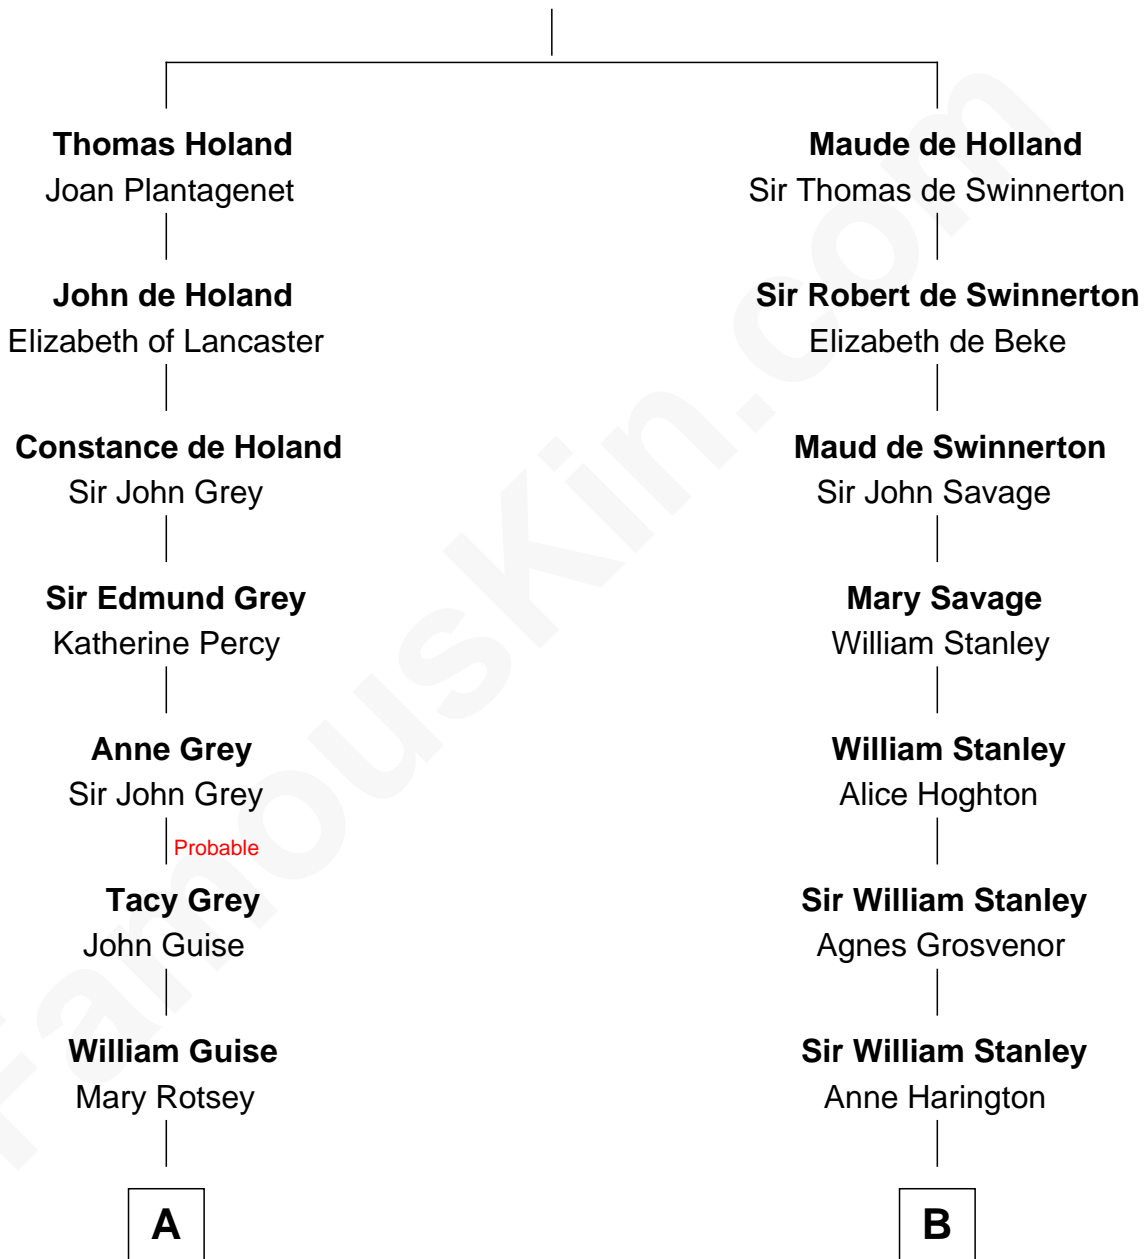 Thomas Holand
Joan Plantagenet
John de Holand
Elizabeth of Lancaster
Constance de Holand
Sir John Grey
Sir Edmund Grey
Katherine Percy
Anne Grey
Sir John Grey
Probable
Tacy Grey
John Guise
William Guise
Mary Rotsey
A
Maude de Holland
Sir Thomas de Swinnerton
Sir Robert de Swinnerton
Elizabeth de Beke
Maud de Swinnerton
Sir John Savage
Mary Savage
William Stanley
William Stanley
Alice Hoghton
Sir William Stanley
Agnes Grosvenor
Sir William Stanley
Anne Harington
B
FamousKin.com